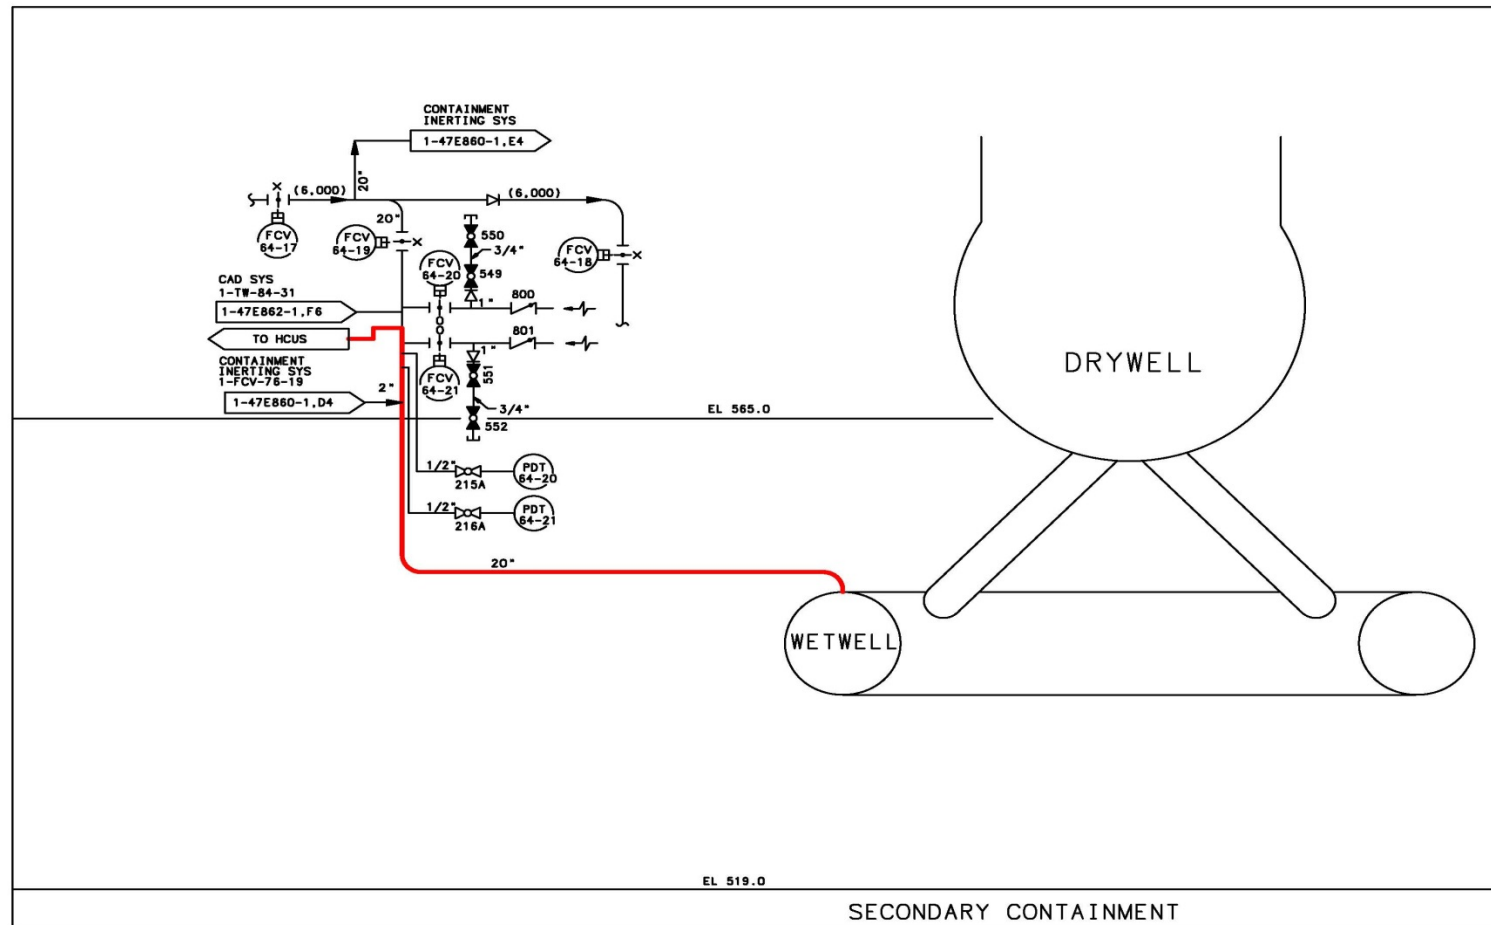 CONTAINMENT
INERTING SYS
1-47E860-1,E4
20"
(6,000)
(6,000)
20"
FCV
64-17
FCV
64-19
FCV
64-20
550
3/4"
549
FCV
64-18
CAD SYS
1-TW-84-31
1-47E862-1,F6
1"
800
TO HCUS
801
CONTAINMENT
INERTING SYS
1-FCV-76-19
1-47E860-1,D4
2"
FCV
64-21
1"
551
3/4"
552
EL 565.0
DRYWELL
1/2"
215A
PDT
64-20
1/2"
216A
PDT
64-21
20"
WETWELL
EL 519.0
SECONDARY CONTAINMENT